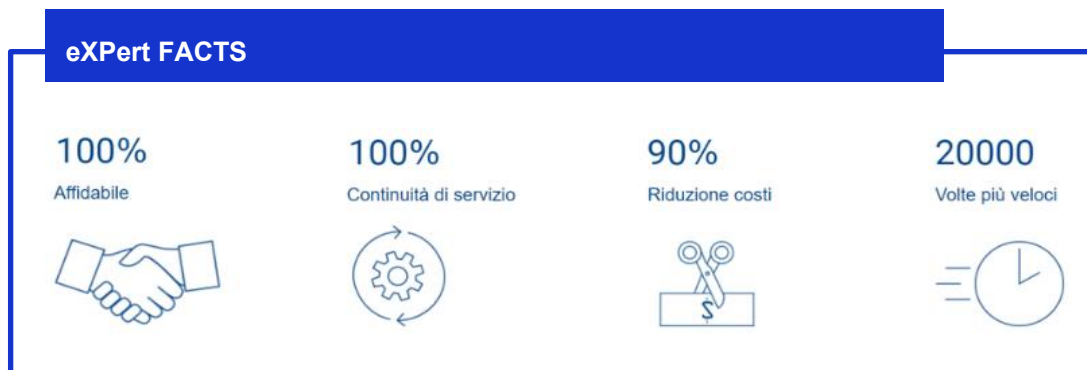 eXPert FACTS
100%
Affidabile
100%
Continuità di servizio
90%
Riduzione costi
20000
Volte più veloci
S